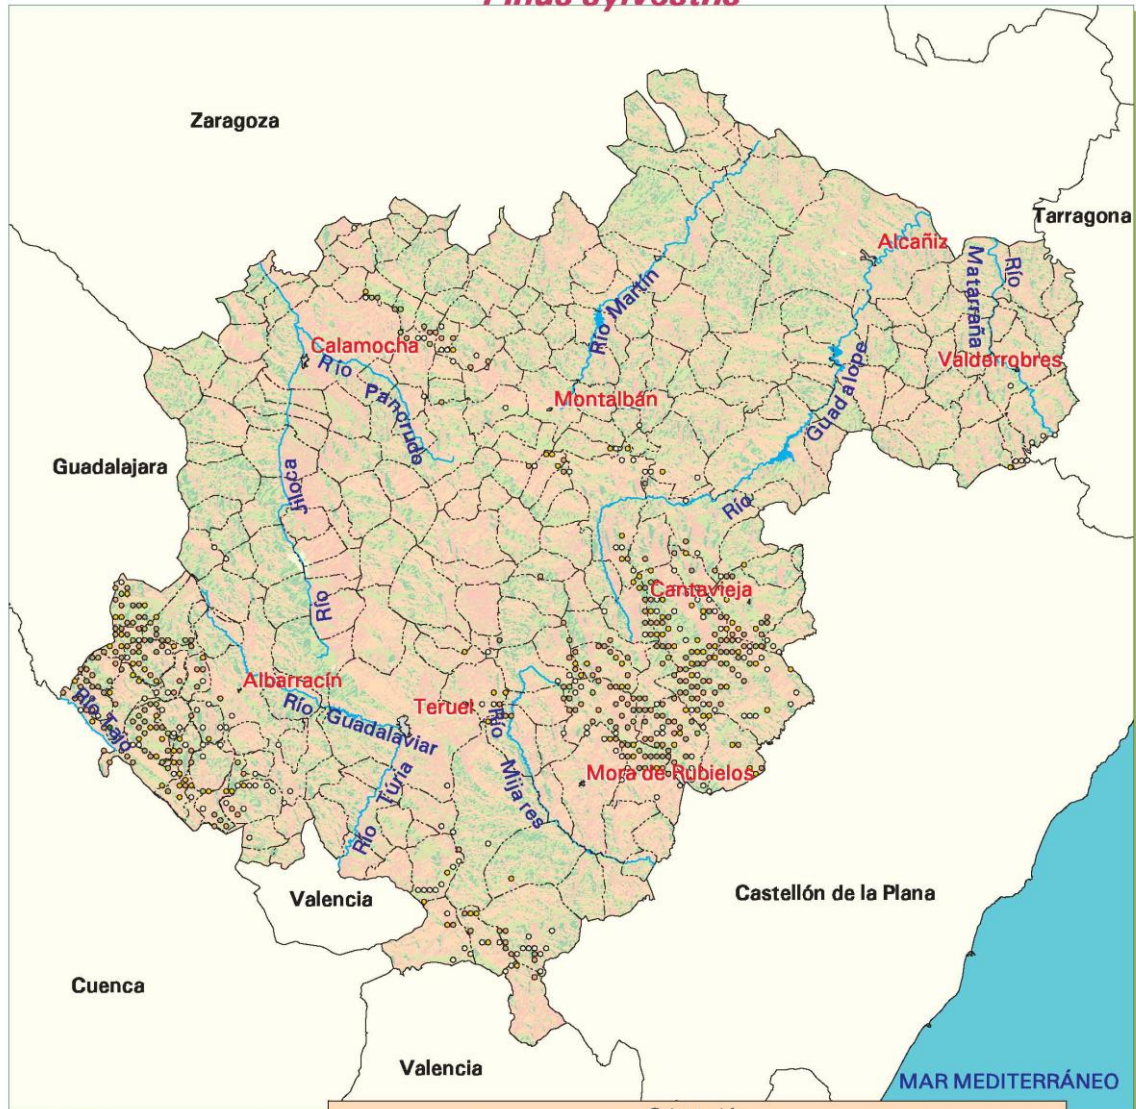 Pinus sylvestris
Zaragoza
Tarragona
Alcañiz
Río
Matarraña
Río Martín
Calamocha
Río Pancrudo
Valderrobres
Montalbán
Guadalope
Río
Guadalajara
Jiloca
Río
Cantavieja
Albarracín
Río Guadalaviar
Teruel
Río Tajo
Río Mijares
Mora de Rubielos
Río Túria
Valencia
Castellón de la Plana
Cuenca
Valencia
MAR MEDITERRÁNEO